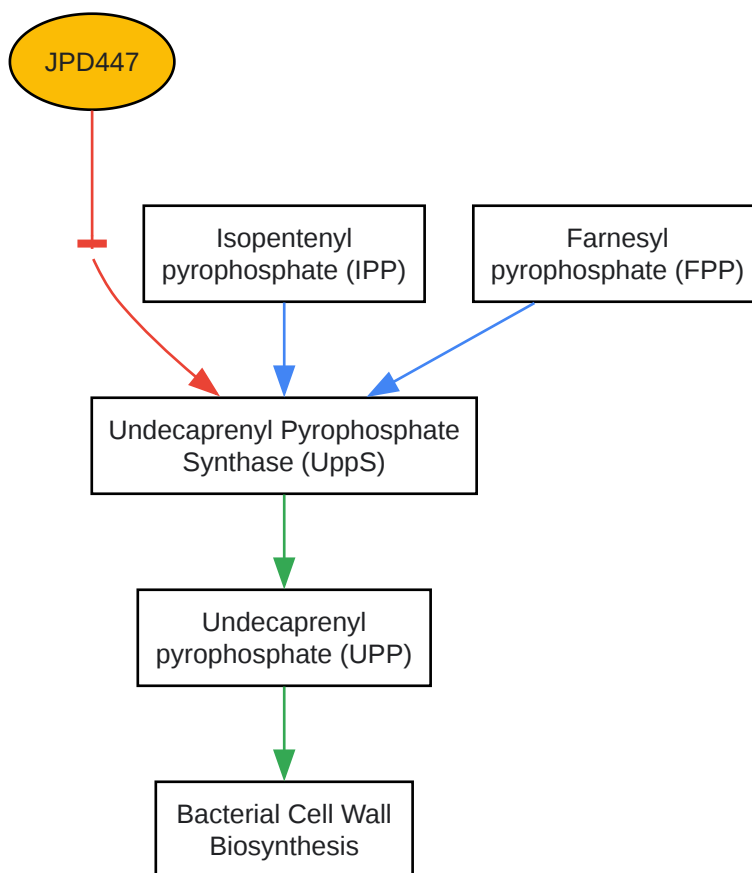 JPD447
Isopentenyl
pyrophosphate (IPP)
Farnesyl
pyrophosphate (FPP)
Undecaprenyl Pyrophosphate
Synthase (UppS)
Undecaprenyl
pyrophosphate (UPP)
Bacterial Cell Wall
Biosynthesis